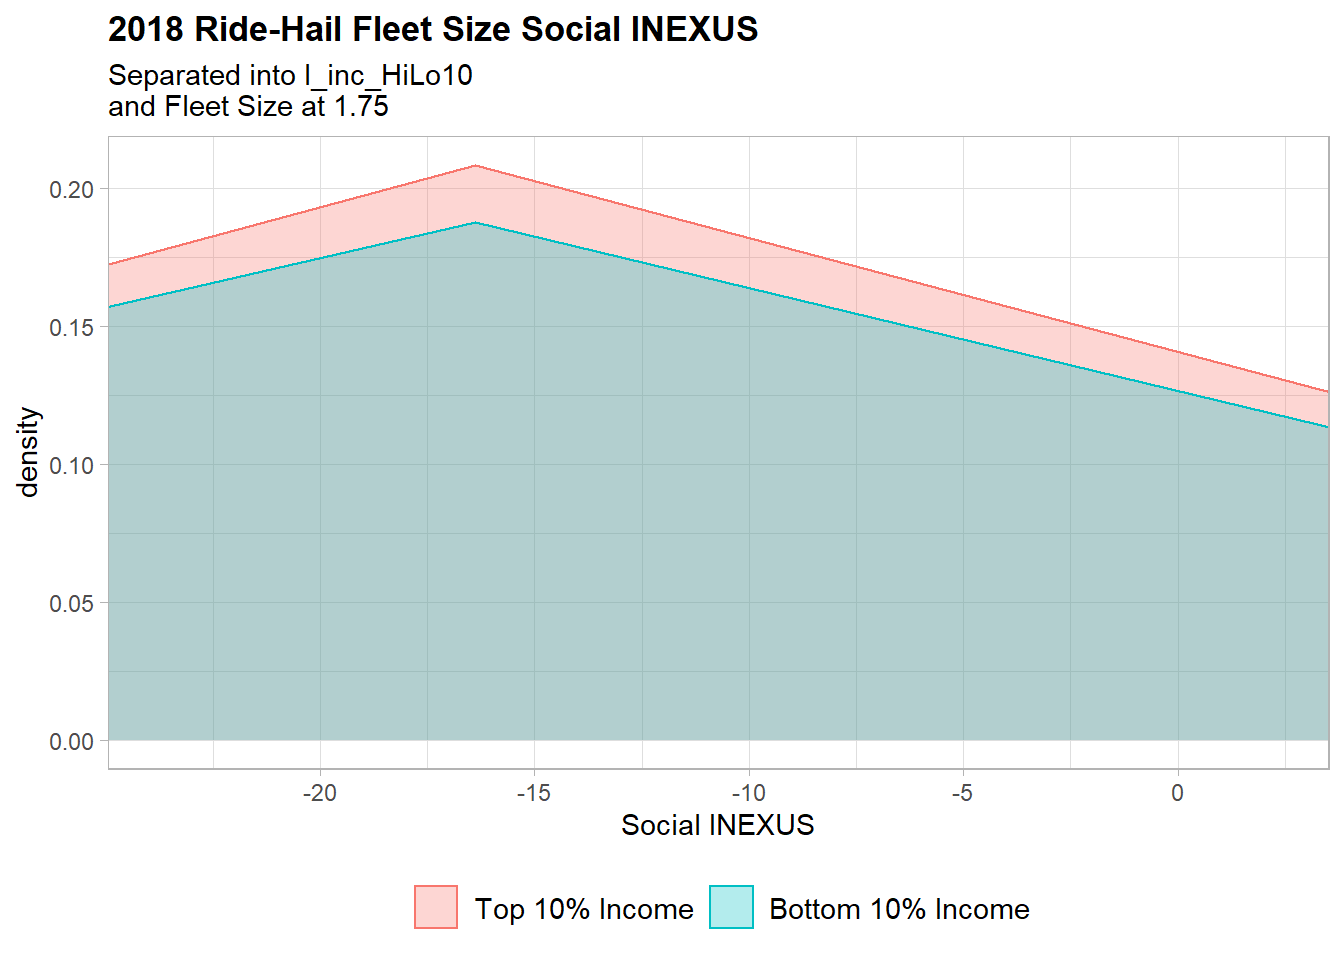 2018 Ride-Hail Fleet Size Social INEXUS
Separated into l_inc_HiLo10
and Fleet Size at 1.75
density
0.20
0.15
0.10
0.05
0.00
-20
-15
-10
-5
0
Social INEXUS
Top 10% Income
Bottom 10% Income